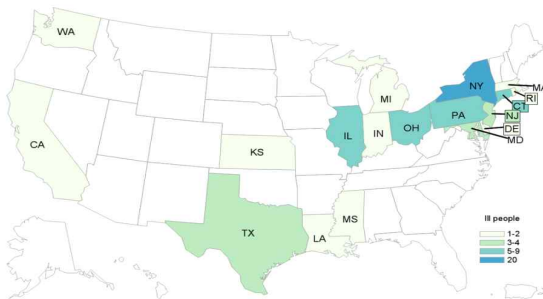 WA
MA
NY
RI
MI
CT
PA
NJ
IL
IN
OH
DE
MD
CA
KS
MS
TX
LA
Ill people
1-2
3-4
5-9
20